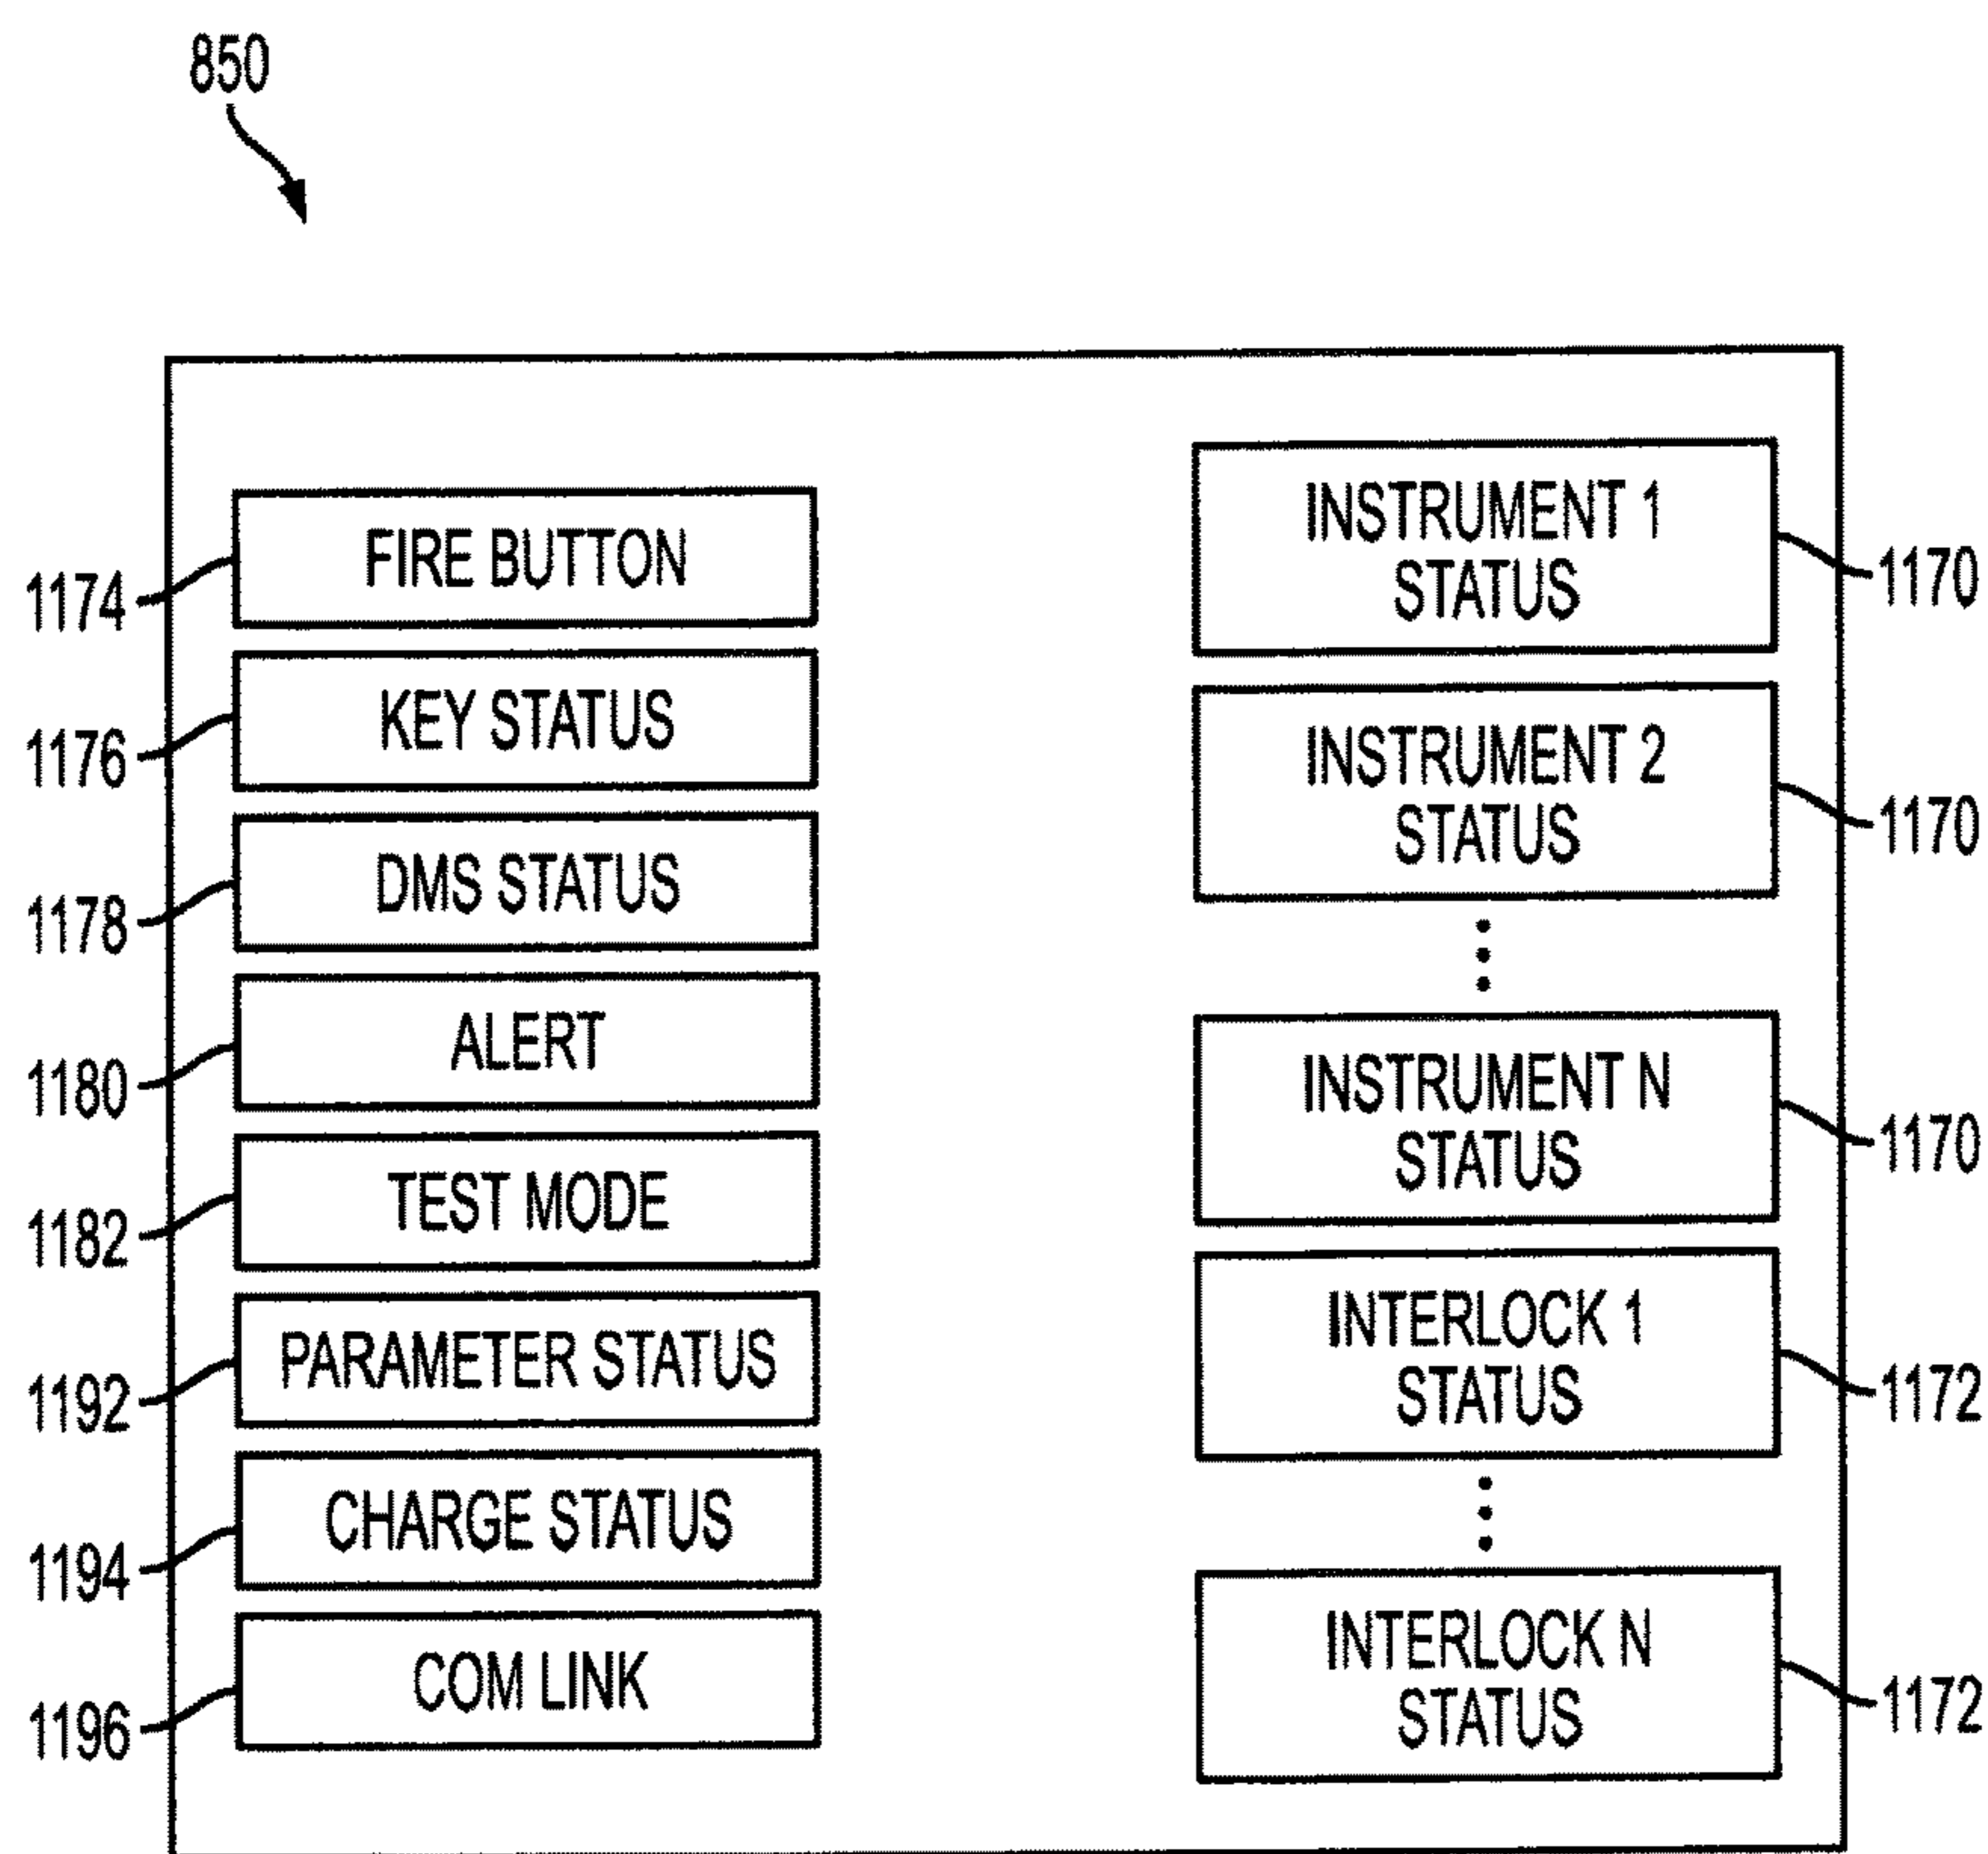 850
1174
FIRE BUTTON
1176
KEY STATUS
1178
DMS STATUS
1180
ALERT
1182
TEST MODE
1192
PARAMETER STATUS
1194
CHARGE STATUS
1196
COM LINK
INSTRUMENT 1
STATUS
1170
INSTRUMENT 2
STATUS
1170
INSTRUMENT N
STATUS
1170
INTERLOCK 1
STATUS
1172
INTERLOCK N
STATUS
1172